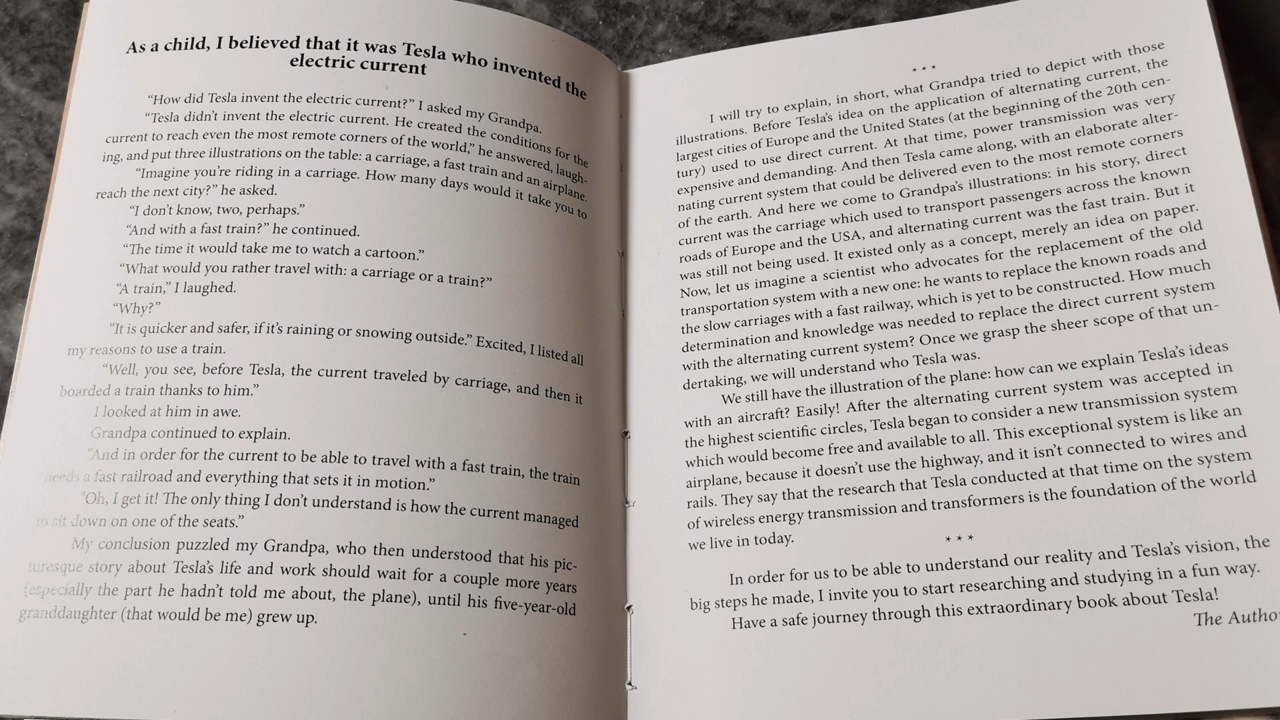 As a child, I believed that it was Tesla who invented the
electric current
“How did Tesla invent the electric current?” I asked my Grandpa.
“Tesla didn’t invent the electric current. He created the conditions for the
current to reach even the most remote corners of the world,” he answered, laugh-
ing, and put three illustrations on the table: a carriage, a fast train and an airplane.
“Imagine you’re riding in a carriage. How many days would it take you to
reach the next city?” he asked.
“I don’t know, two, perhaps.”
“And with a fast train?” he continued.
“The time it would take me to watch a cartoon.”
“What would you rather travel with: a carriage or a train?”
“A train,” I laughed.
“Why?”
“It is quicker and safer, if it’s raining or snowing outside.” Excited, I listed all
my reasons to use a train.
“Well, you see, before Tesla, the current traveled by carriage, and then it
boarded a train thanks to him.”
I looked at him in awe.
Grandpa continued to explain.
“And in order for the current to be able to travel with a fast train, the train
needs a fast railroad and everything that sets it in motion.”
“Oh, I get it! The only thing I don’t understand is how the current managed
to sit down on one of the seats.”
My conclusion puzzled my Grandpa, who then understood that his pic-
turesque story about Tesla’s life and work should wait for a couple more years
(especially the part he hadn’t told me about, the plane), until his five-year-old
granddaughter (that would be me) grew up.
* * *
I will try to explain, in short, what Grandpa tried to depict with those
illustrations. Before Tesla’s idea on the application of alternating current, the
largest cities of Europe and the United States (at the beginning of the 20th cen-
tury) used to use direct current. At that time, power transmission was very
expensive and demanding. And then Tesla came along, with an elaborate alter-
nating current system that could be delivered even to the most remote corners
of the earth. And here we come to Grandpa’s illustrations: in his story, direct
current was the carriage which used to transport passengers across the known
roads of Europe and the USA, and alternating current was the fast train. But it
was still not being used. It existed only as a concept, merely an idea on paper.
Now, let us imagine a scientist who advocates for the replacement of the old
transportation system with a new one: he wants to replace the known roads and
the slow carriages with a fast railway, which is yet to be constructed. How much
determination and knowledge was needed to replace the direct current system
with the alternating current system? Once we grasp the sheer scope of that un-
dertaking, we will understand who Tesla was.
We still have the illustration of the plane: how can we explain Tesla’s ideas
with an aircraft? Easily! After the alternating current system was accepted in
the highest scientific circles, Tesla began to consider a new transmission system
which would become free and available to all. This exceptional system is like an
airplane, because it doesn’t use the highway, and it isn’t connected to wires and
rails. They say that the research that Tesla conducted at that time on the system
of wireless energy transmission and transformers is the foundation of the world
we live in today.
* * *
In order for us to be able to understand our reality and Tesla’s vision, the
big steps he made, I invite you to start researching and studying in a fun way.
Have a safe journey through this extraordinary book about Tesla!
The Autho